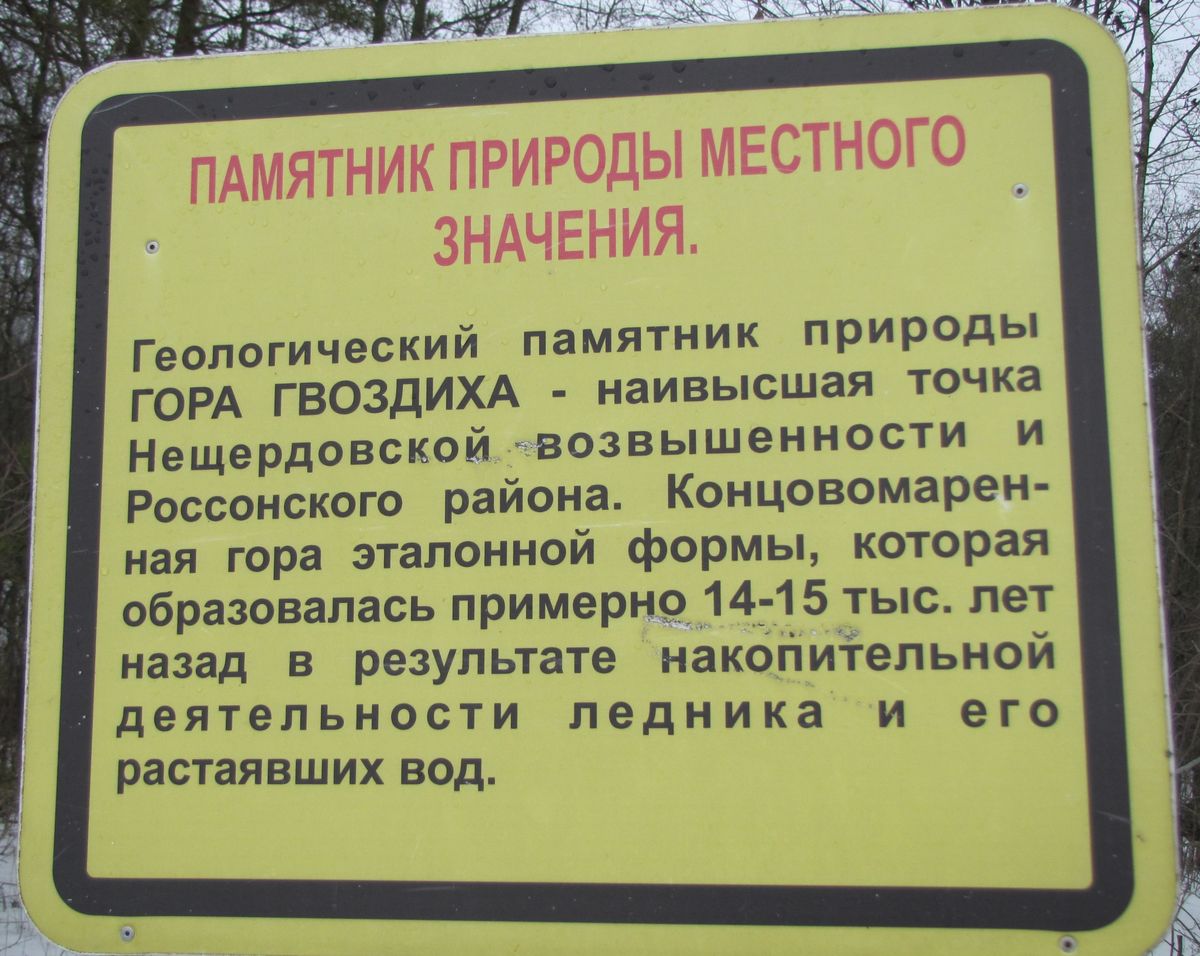 ПАМЯТНИК ПРИРОДЫ МЕСТНОГО
ЗНАЧЕНИЯ.
Геологический памятник природы
ГОРА ГВОЗДИХА - наивысшая точка
Нещердовской возвышенности и
Россонского района. Концовомарен-
ная гора эталонной формы, которая
образовалась примерно 14-15 тыс. лет
назад в результате накопительной
деятельности ледника и его
растаявших вод.